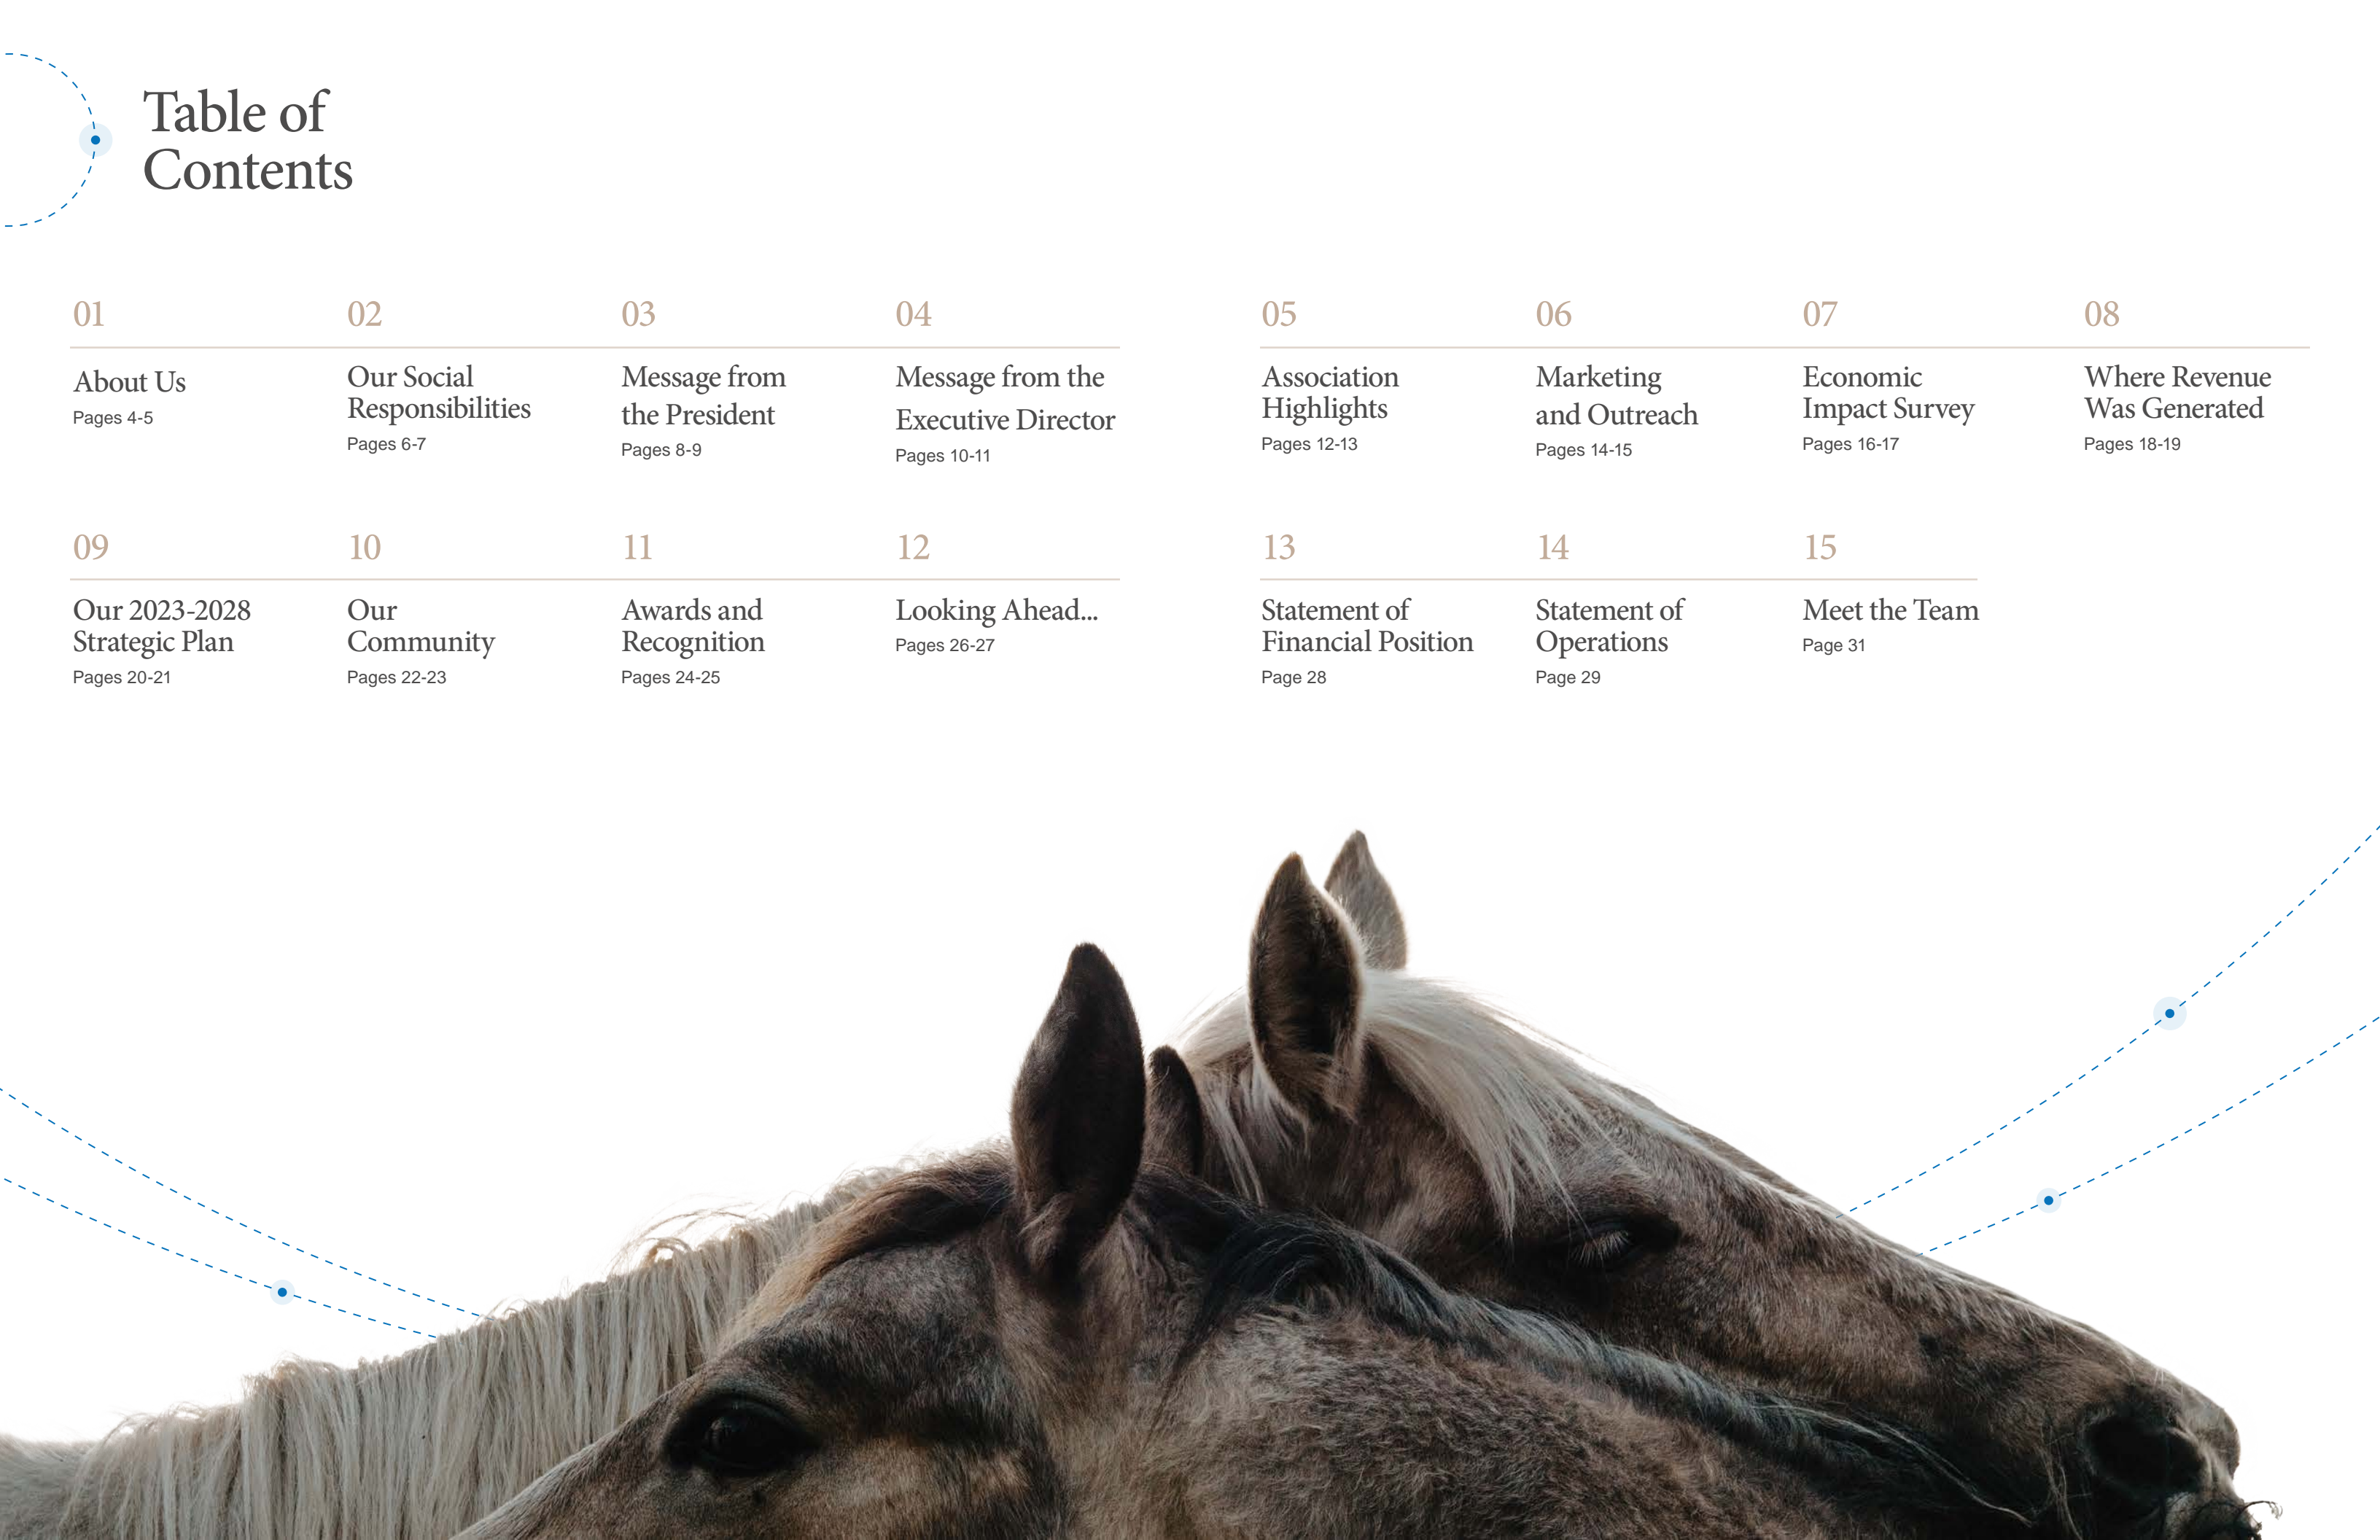 Table of
Contents
01
About Us
Pages 4-5
02
Our Social
Responsibilities
Pages 6-7
03
Message from
the President
Pages 8-9
04
Message from the
Executive Director
Pages 10-11
05
Association
Highlights
Pages 12-13
06
Marketing
and Outreach
Pages 14-15
07
Economic
Impact Survey
Pages 16-17
08
Where Revenue
Was Generated
Pages 18-19
09
Our 2023-2028
Strategic Plan
Pages 20-21
10
Our
Community
Pages 22-23
11
Awards and
Recognition
Pages 24-25
12
Looking Ahead...
Pages 26-27
13
Statement of
Financial Position
Page 28
14
Statement of
Operations
Page 29
15
Meet the Team
Page 31